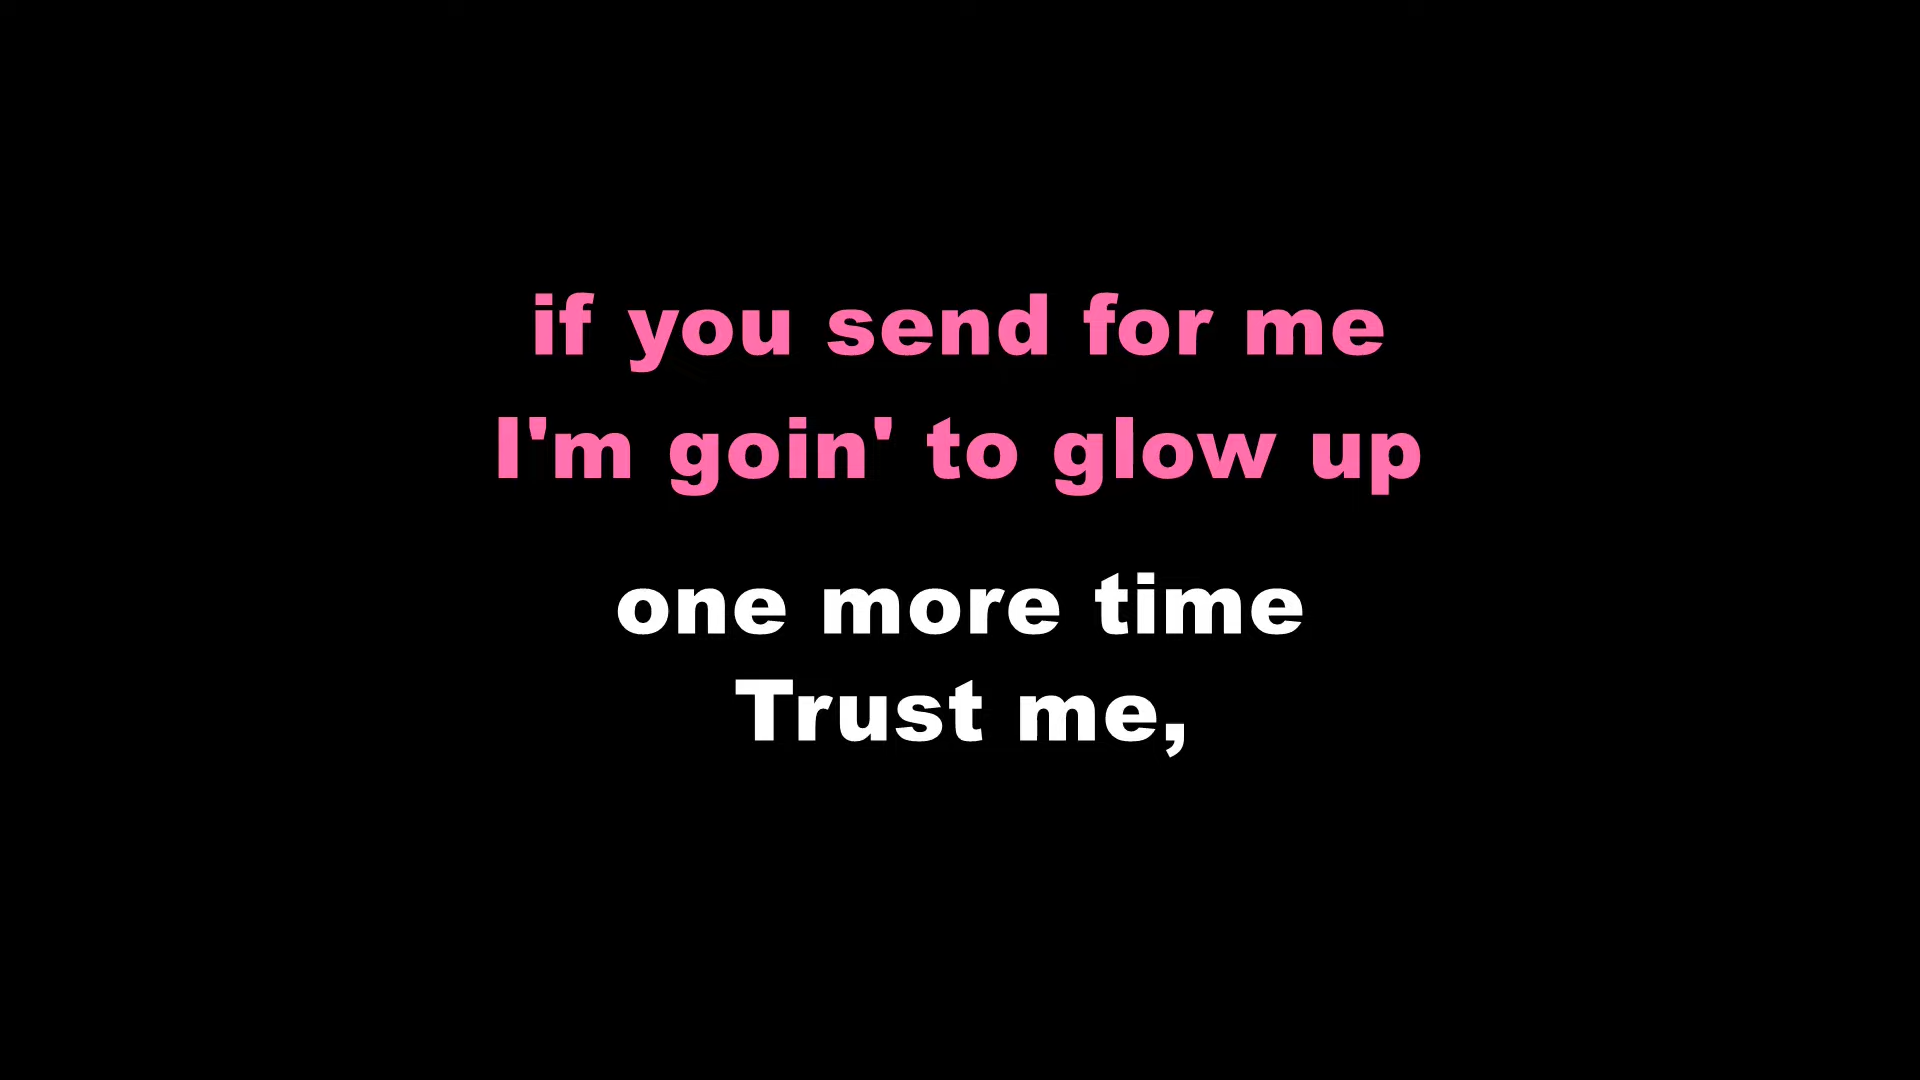 if you send for me
I'm goin' to glow up
one more time
Trust me,